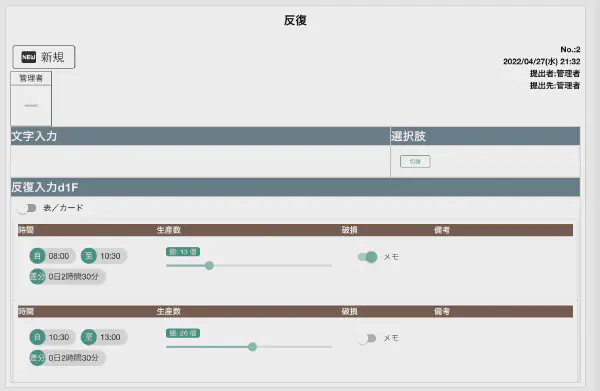 反復
NEW 新規
No.:2
2022/04/27(水) 21:32
提出者:管理者
提出先:管理者
管理者
文字入力 選択肢
切替
反復入力d1F
表/カード
時間 生産数 破損 備考
自 08:00 至 10:30 値: 13 個 メモ
差分 0日2時間30分
時間 生産数 破損 備考
自 10:30 至 13:00 値: 26 個 メモ
差分 0日2時間30分